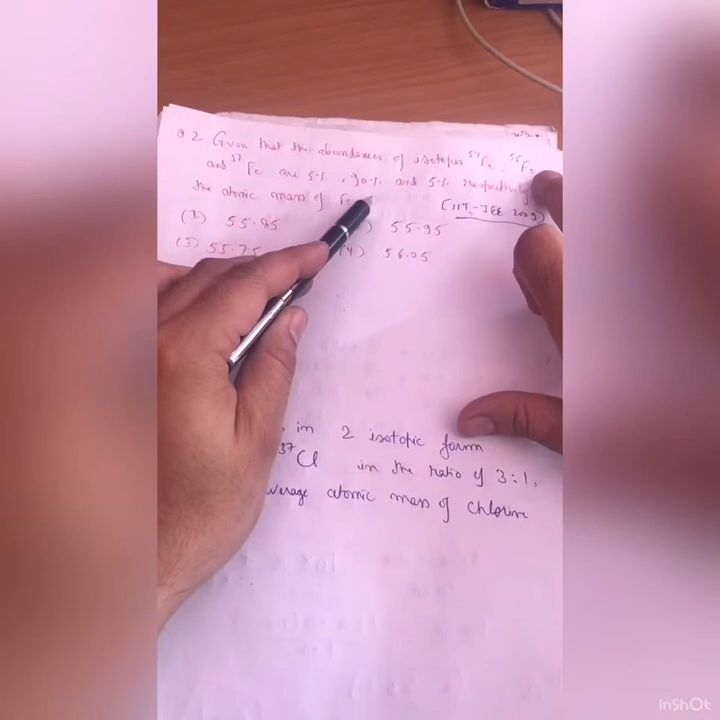 Q 2 Given that the abundances of isotopes ⁵⁴Fe, ⁵⁶Fe
and ⁵⁷Fe are 5%, 90% and 5% respectively
the atomic mass of Fe
[IIT-JEE 2009]
(1) 55.85 55.95
(3) 55.75 (4) 56.05
in 2 isotopic form
³⁷Cl in the ratio of 3:1,
verage atomic mass of chlorine
InShOt